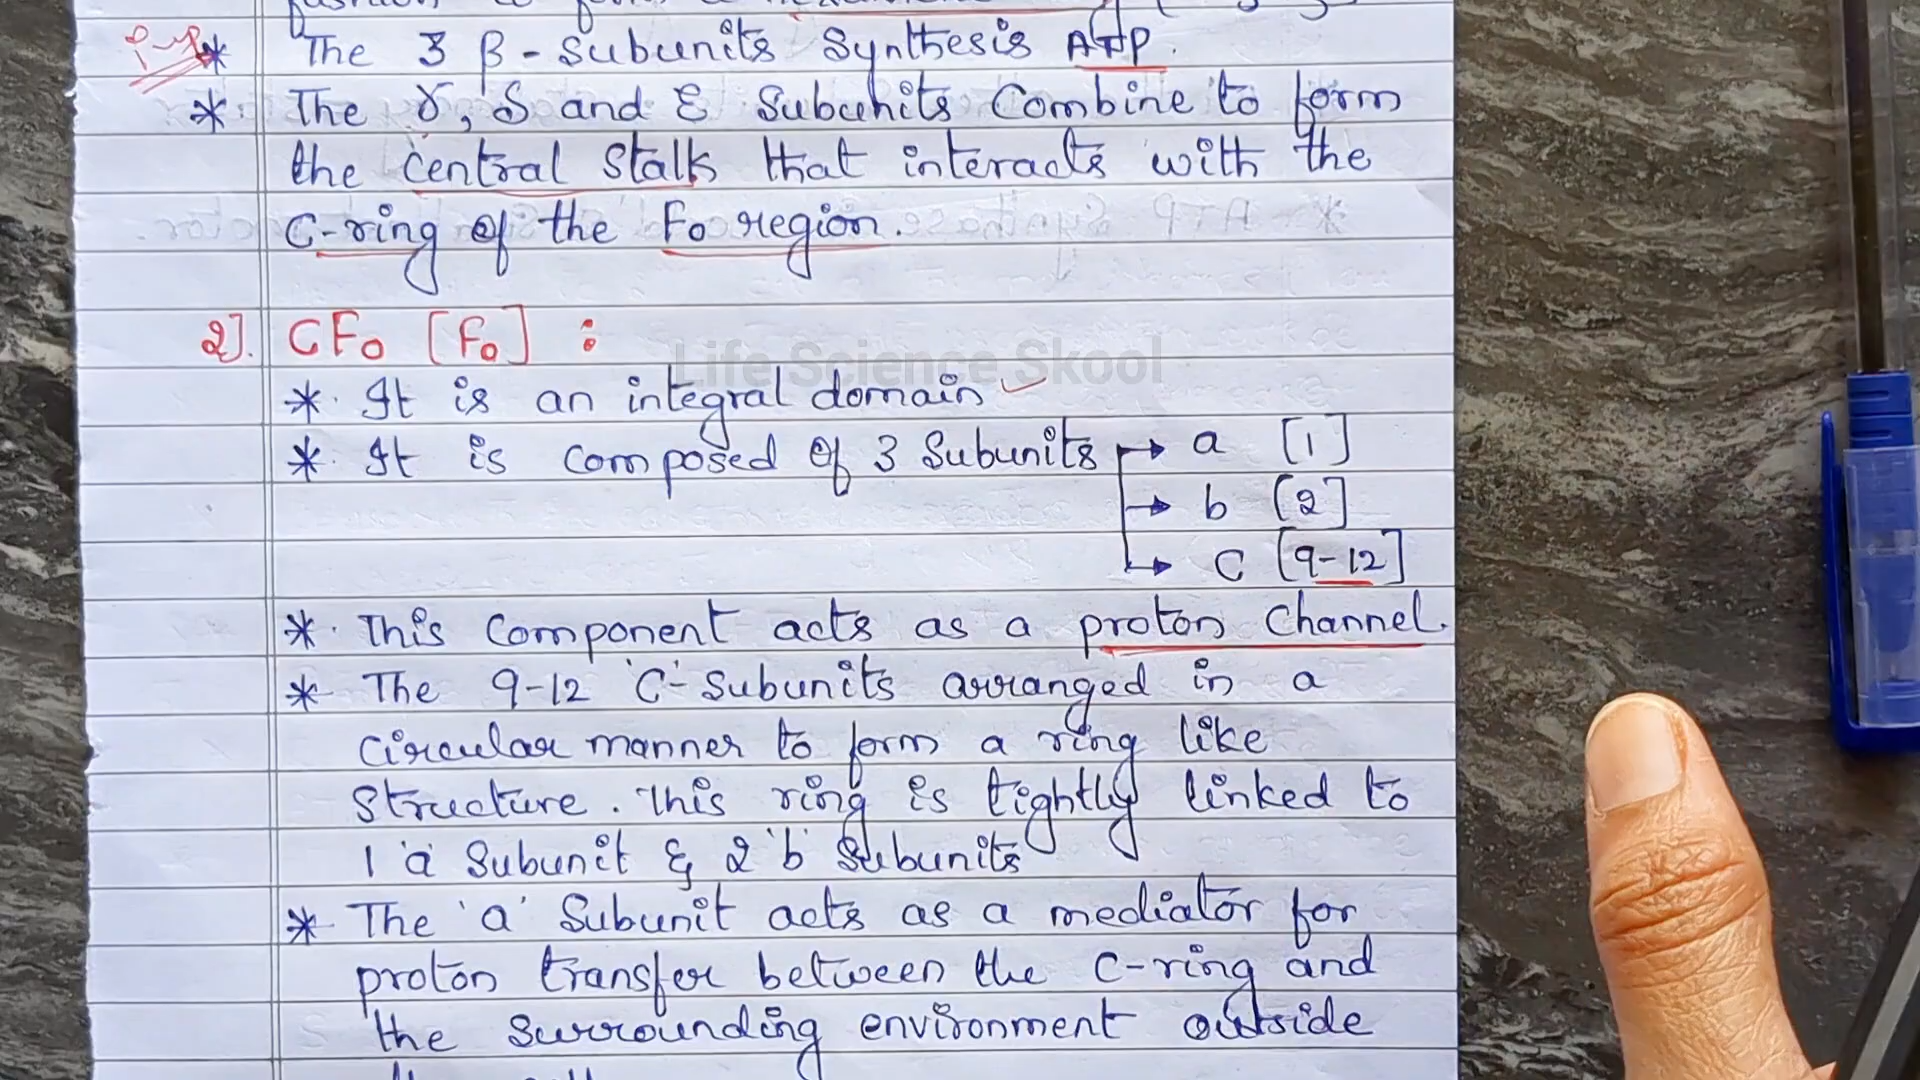 * The 3 β - Subunits Synthesis ATP.
* The γ, δ and ε Subunits Combine to form
the central stalk that interacts with the
C-ring of the Fo region.
2]. CFo [Fo] :
Life Science Skool
* It is an integral domain
* It is composed of 3 Subunits → a [1]
→ b [2]
→ C [9-12]
* This Component acts as a proton Channel.
* The 9-12 'C'-Subunits arranged in a
circular manner to form a ring like
Structure. This ring is tightly linked to
1 'a' Subunit & 2 'b' Subunits
* The 'a' Subunit acts as a mediator for
proton transfer between the C-ring and
the surrounding environment outside